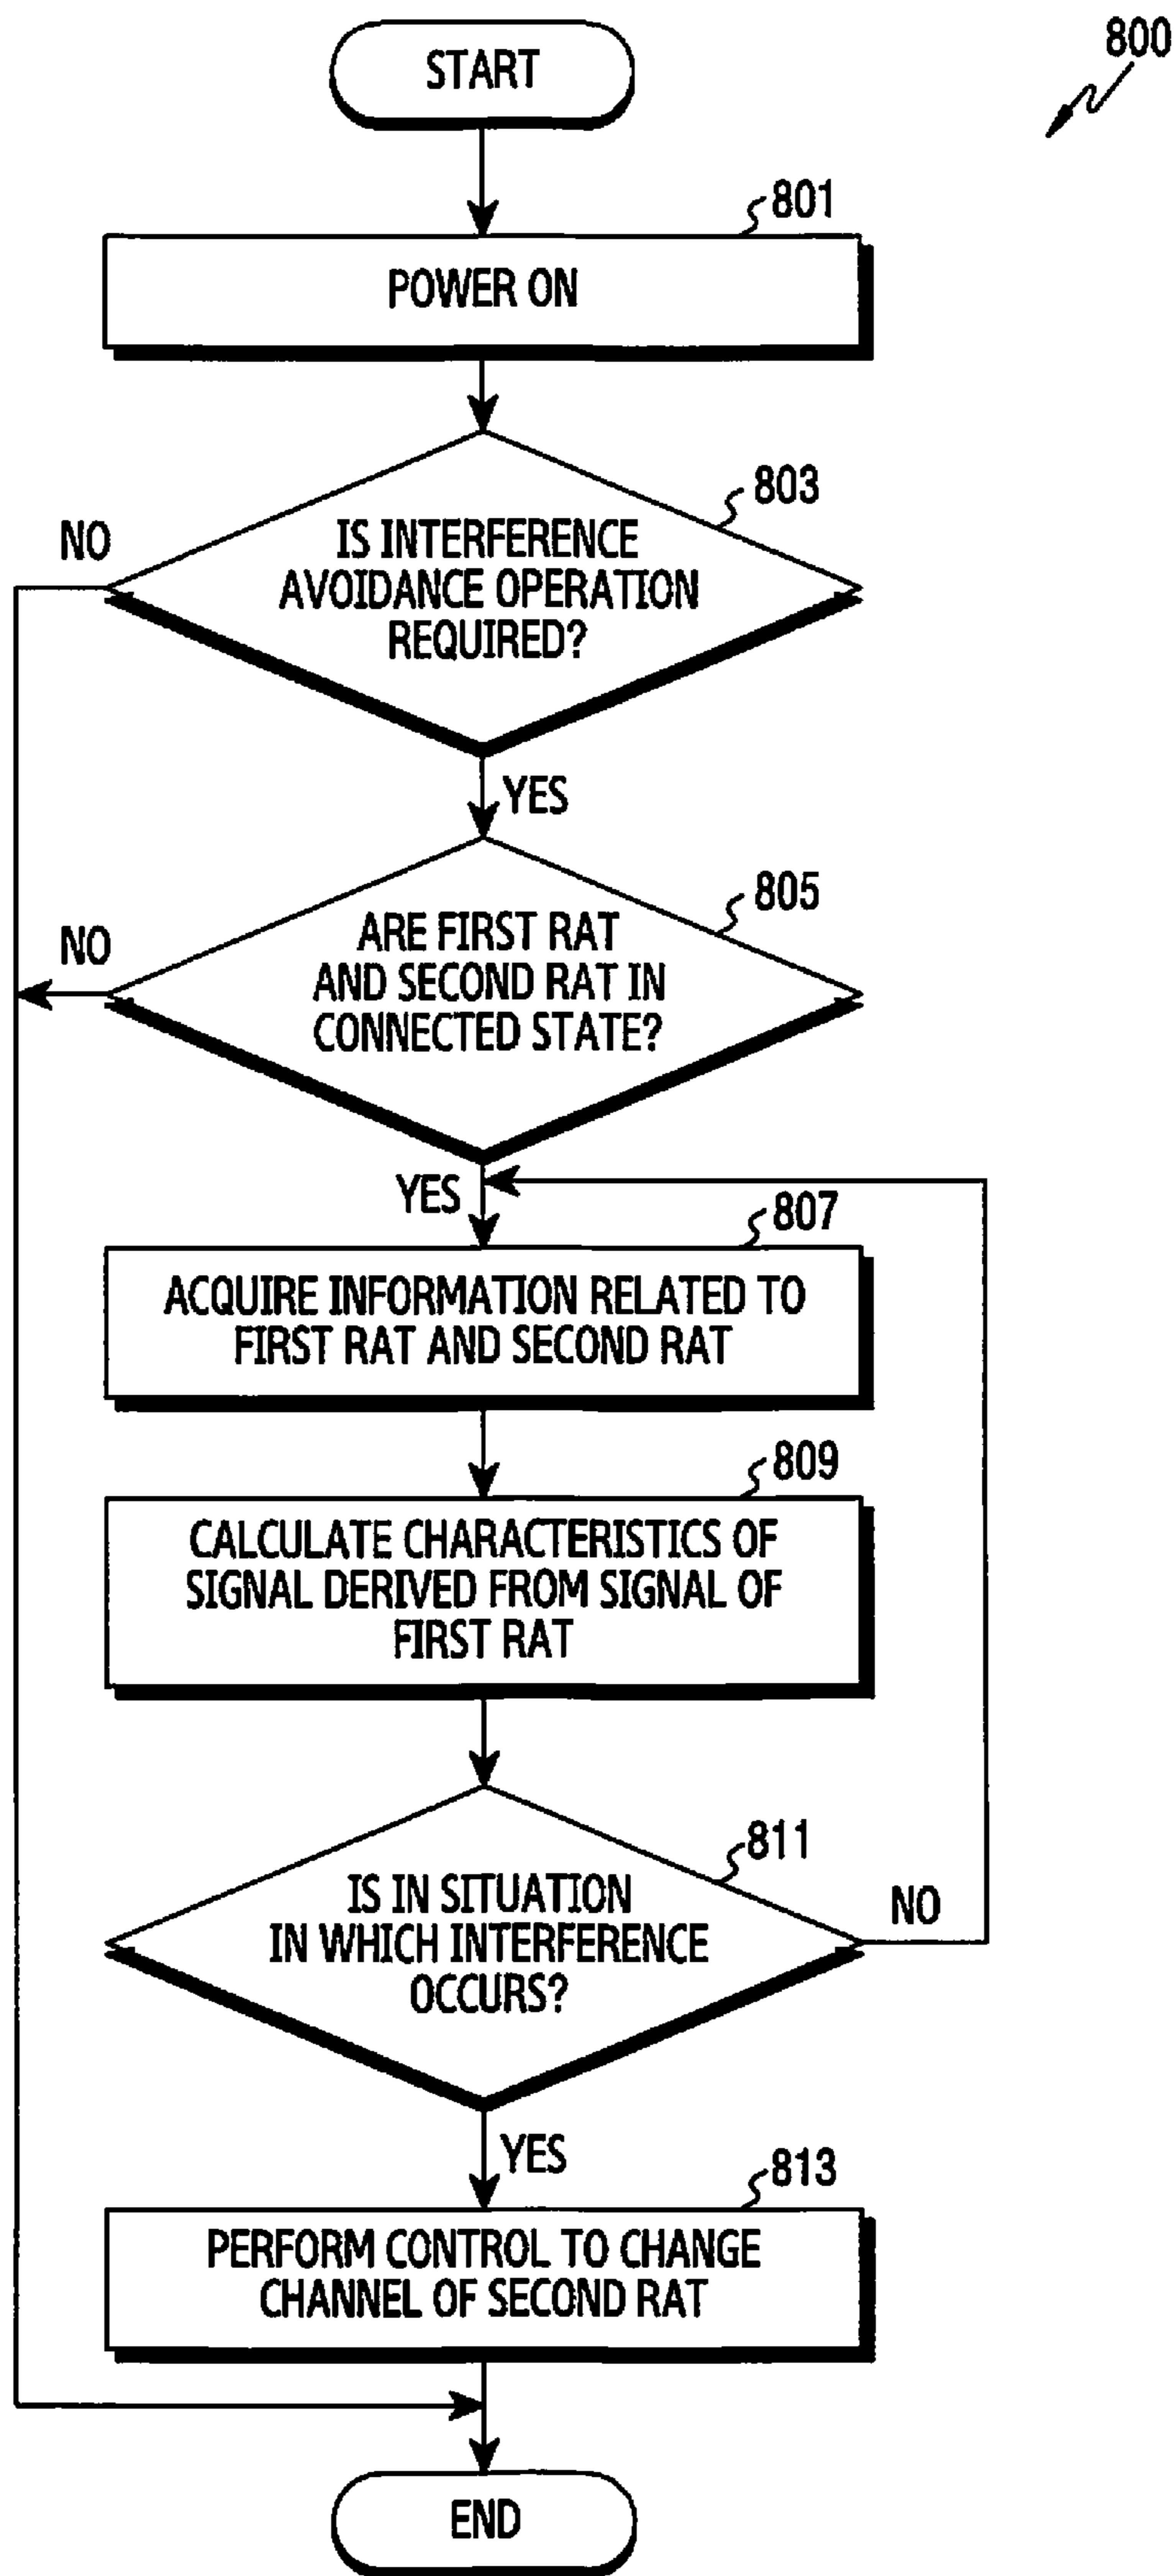 START
800
801
POWER ON
803
NO
IS INTERFERENCE
AVOIDANCE OPERATION
REQUIRED?
YES
805
NO
ARE FIRST RAT
AND SECOND RAT IN
CONNECTED STATE?
YES
807
ACQUIRE INFORMATION RELATED TO
FIRST RAT AND SECOND RAT
809
CALCULATE CHARACTERISTICS OF
SIGNAL DERIVED FROM SIGNAL OF
FIRST RAT
811
IS IN SITUATION
IN WHICH INTERFERENCE
OCCURS?
NO
YES
813
PERFORM CONTROL TO CHANGE
CHANNEL OF SECOND RAT
END